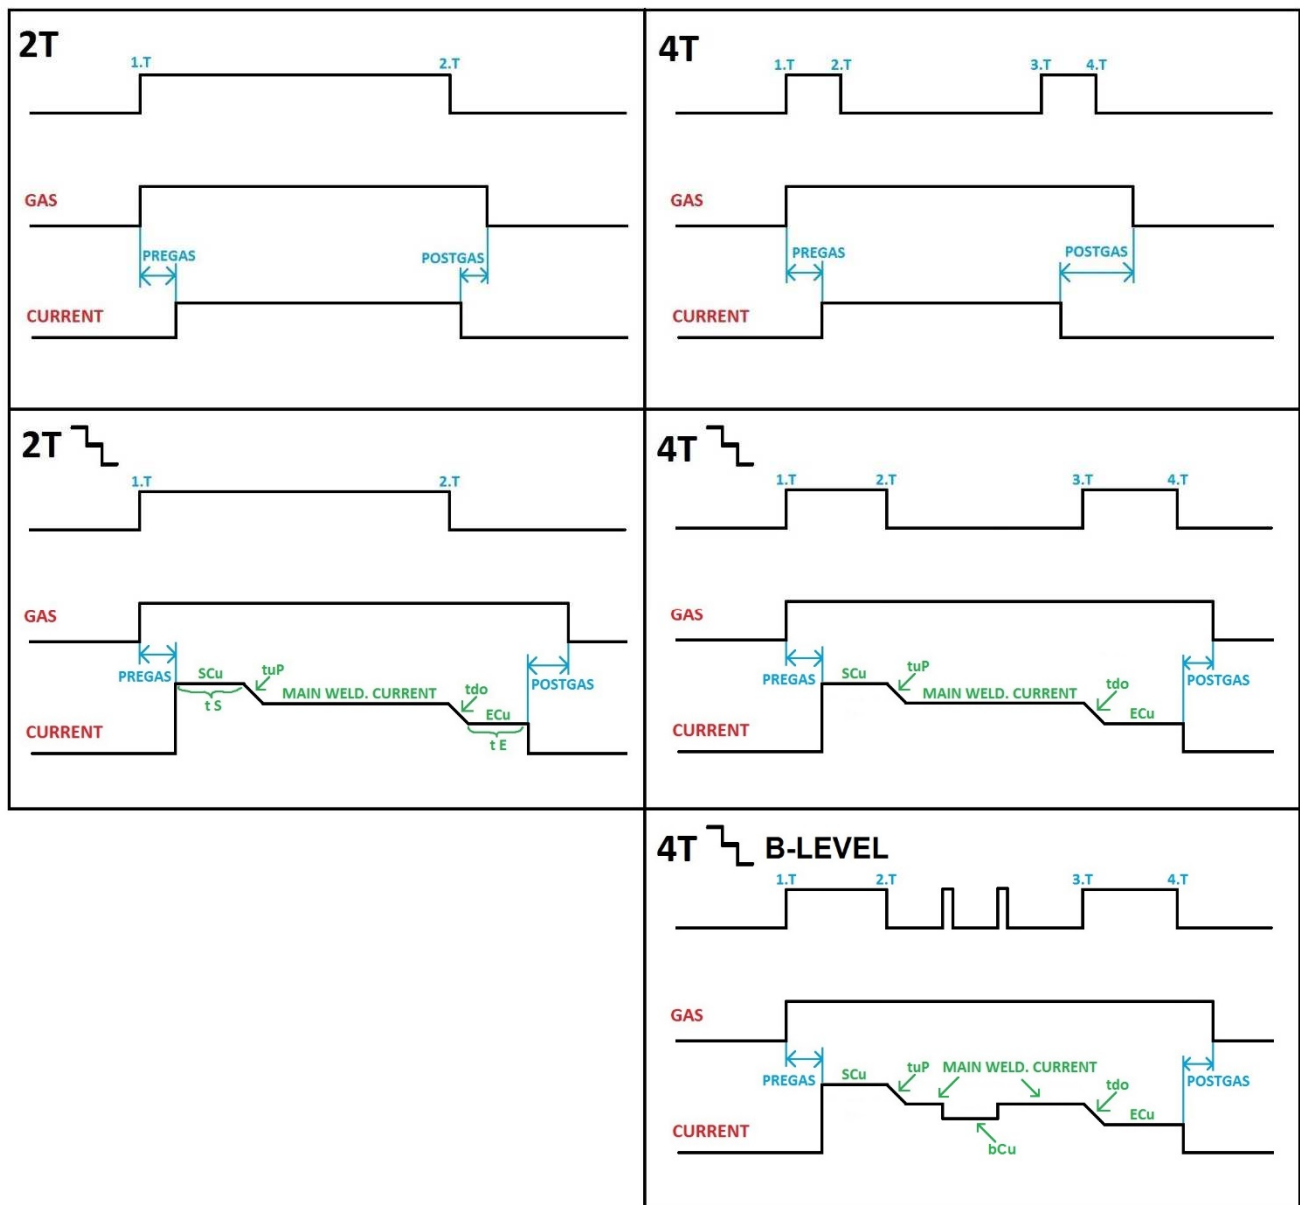 2T
1.T 2.T
GAS
PREGAS POSTGAS
CURRENT
4T
1.T 2.T 3.T 4.T
GAS
PREGAS POSTGAS
CURRENT
2T
1.T 2.T
GAS
PREGAS SCu tuP MAIN WELD. CURRENT tdo POSTGAS
t S ECu
CURRENT t E
4T
1.T 2.T 3.T 4.T
GAS
PREGAS SCu tuP MAIN WELD. CURRENT tdo POSTGAS
ECu
CURRENT
4T B-LEVEL
1.T 2.T 3.T 4.T
GAS
PREGAS SCu tuP MAIN WELD. CURRENT tdo POSTGAS
ECu
CURRENT bCu